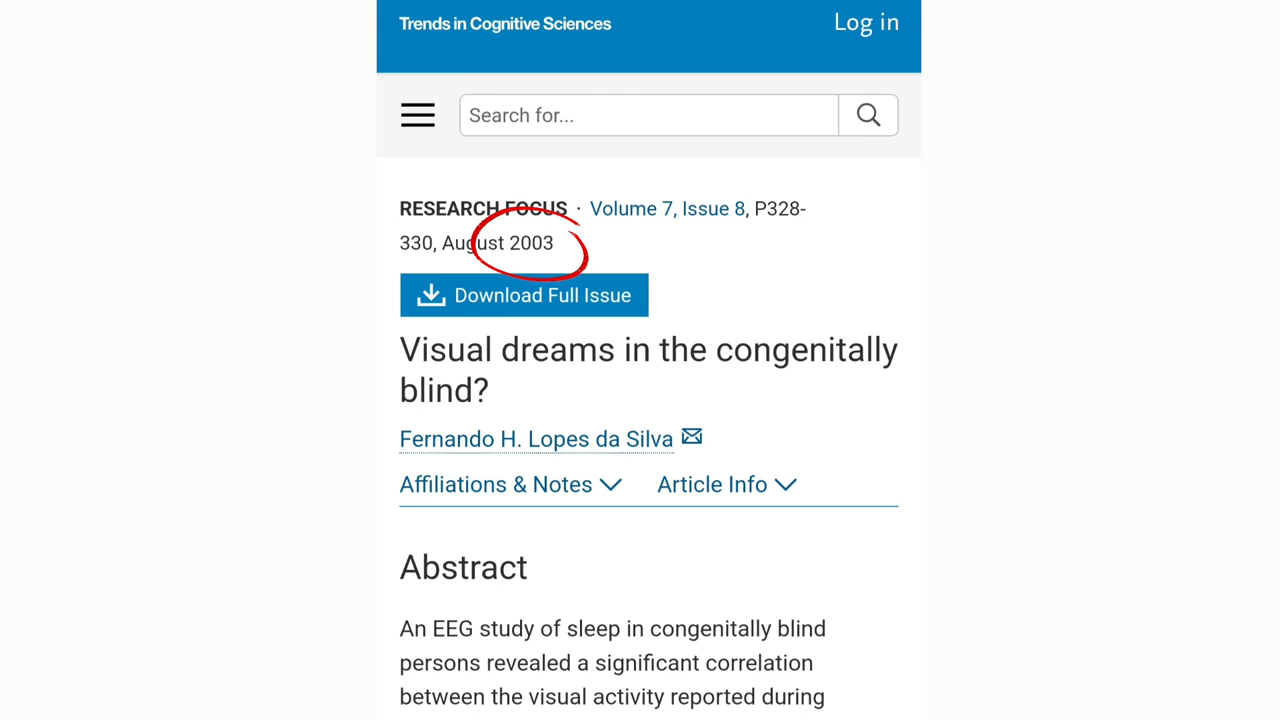 Trends in Cognitive Sciences
Log in
Search for...
RESEARCH FOCUS · Volume 7, Issue 8, P328-
330, August 2003
Download Full Issue
Visual dreams in the congenitally
blind?
Fernando H. Lopes da Silva
Affiliations & Notes
Article Info
Abstract
An EEG study of sleep in congenitally blind
persons revealed a significant correlation
between the visual activity reported during